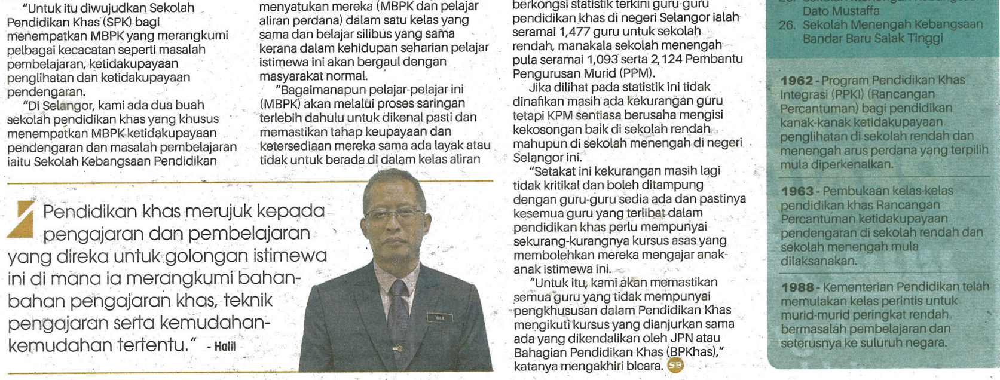 “Untuk itu diwujudkan Sekolah
Pendidikan Khas (SPK) bagi
menempatkan MBPK yang merangkumi
pelbagai kecacatan seperti masalah
pembelajaran, ketidakupayaan
penglihatan dan ketidakupayaan
pendengaran.
“Di Selangor, kami ada dua buah
sekolah pendidikan khas yang khusus
menempatkan MBPK ketidakupayaan
pendengaran dan masalah pembelajaran
iaitu Sekolah Kebangsaan Pendidikan
menyatukan mereka (MBPK dan pelajar
aliran perdana) dalam satu kelas yang
sama dan belajar silibus yang sama
kerana dalam kehidupan seharian pelajar
istimewa ini akan bergaul dengan
masyarakat normal.
“Bagaimanapun pelajar-pelajar ini
(MBPK) akan melalui proses saringan
terlebih dahulu untuk dikenal pasti dan
memastikan tahap keupayaan dan
ketersediaan mereka sama ada layak atau
tidak untuk berada di dalam kelas aliran
Pendidikan khas merujuk kepada
pengajaran dan pembelajaran
yang direka untuk golongan istimewa
ini di mana ia merangkumi bahan-
bahan pengajaran khas, teknik
pengajaran serta kemudahan-
kemudahan tertentu.” - Halil
HALIL
berkongsi statistik terkini guru-guru
pendidikan khas di negeri Selangor ialah
seramai 1,477 guru untuk sekolah
rendah, manakala sekolah menengah
pula seramai 1,093 serta 2,124 Pembantu
Pengurusan Murid (PPM).
Jika dilihat pada statistik ini tidak
dinafikan masih ada kekurangan guru
tetapi KPM sentiasa berusaha mengisi
kekosongan baik di sekolah rendah
mahupun di sekolah menengah di negeri
Selangor ini.
“Setakat ini kekurangan masih lagi
tidak kritikal dan boleh ditampung
dengan guru-guru sedia ada dan pastinya
kesemua guru yang terlibat dalam
pendidikan khas perlu mempunyai
sekurang-kurangnya kursus asas yang
membolehkan mereka mengajar anak-
anak istimewa ini.
“Untuk itu, kami akan memastikan
semua guru yang tidak mempunyai
pengkhususan dalam Pendidikan Khas
mengikuti kursus yang dianjurkan sama
ada yang dikendalikan oleh JPN atau
Bahagian Pendidikan Khas (BPKhas),”
katanya mengakhiri bicara. SB
Dato Mustaffa
26. Sekolah Menengah Kebangsaan
Bandar Baru Salak Tinggi
1962 - Program Pendidikan Khas
Integrasi (PPKI) (Rancangan
Percantuman) bagi pendidikan
kanak-kanak ketidakupayaan
penglihatan di sekolah rendah dan
menengah arus perdana yang terpilih
mula diperkenalkan.
1963 - Pembukaan kelas-kelas
pendidikan khas Rancangan
Percantuman ketidakupayaan
pendengaran di sekolah rendah dan
sekolah menengah mula
dilaksanakan.
1988 - Kementerian Pendidikan telah
memulakan kelas perintis untuk
murid-murid peringkat rendah
bermasalah pembelajaran dan
seterusnya ke suluruh negara.